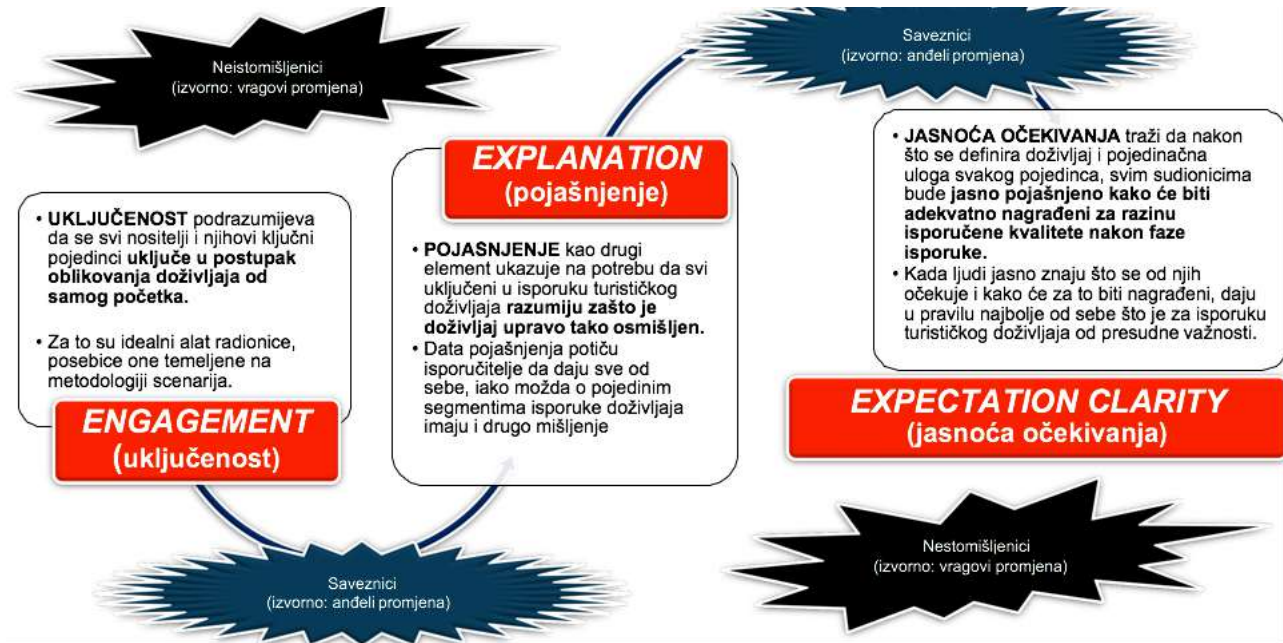 Neistomišljenici
(izvorno: vragovi promjena)
• UKLJUČENOST podrazumijeva
da se svi nositelji i njihovi ključni
pojedinci uključe u postupak
oblikovanja doživljaja od
samog početka.
• Za to su idealni alat radionice,
posebice one temeljene na
metodologiji scenarija.
ENGAGEMENT
(uključenost)
Saveznici
(izvorno: anđeli promjena)
EXPLANATION
(pojašnjenje)
• POJAŠNJENJE kao drugi
element ukazuje na potrebu da svi
uključeni u isporuku turističkog
doživljaja razumiju zašto je
doživljaj upravo tako osmišljen.
• Data pojašnjenja potiču
isporučitelje da daju sve od
sebe, iako možda o pojedinim
segmentima isporuke doživljaja
imaju i drugo mišljenje
Saveznici
(izvorno: anđeli promjena)
• JASNOĆA OČEKIVANJA traži da nakon
što se definira doživljaj i pojedinačna
uloga svakog pojedinca, svim sudionicima
bude jasno pojašnjeno kako će biti
adekvatno nagrađeni za razinu
isporučene kvalitete nakon faze
isporuke.
• Kada ljudi jasno znaju što se od njih
očekuje i kako će za to biti nagrađeni, daju
u pravilu najbolje od sebe što je za isporuku
turističkog doživljaja od presudne važnosti.
EXPECTATION CLARITY
(jasnoća očekivanja)
Nestomišljenici
(izvorno: vragovi promjena)